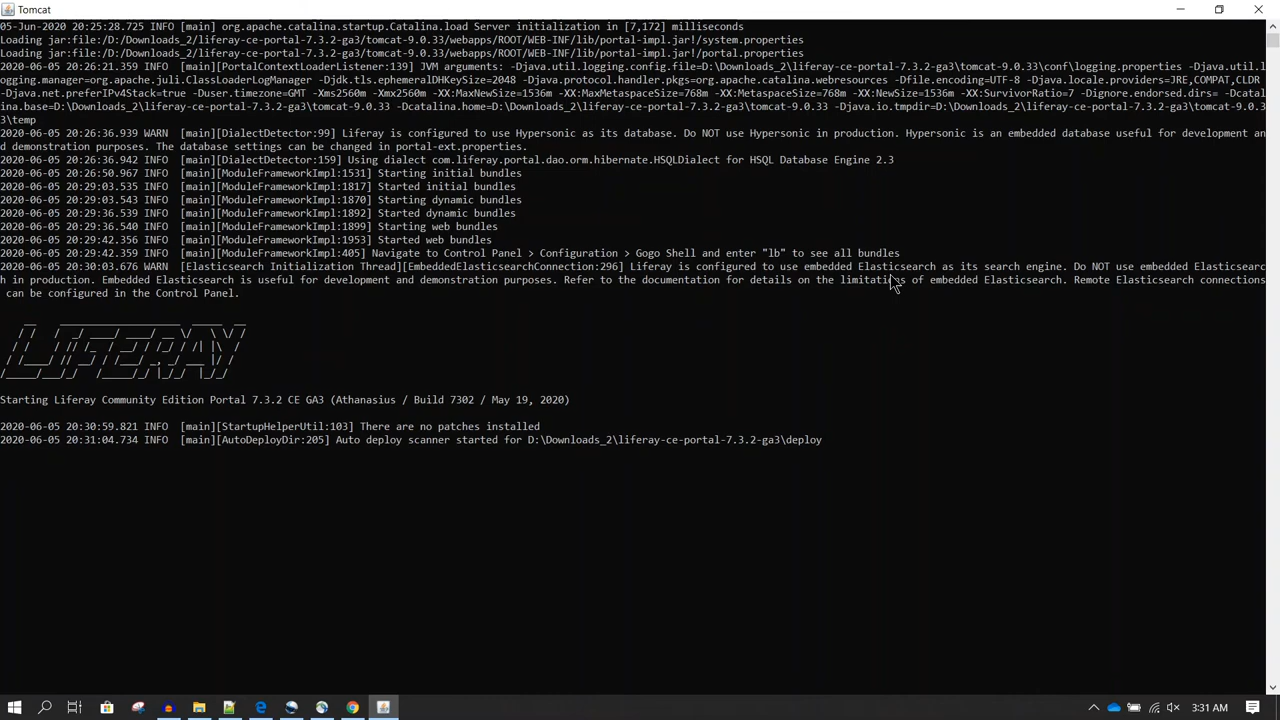 Tomcat
05-Jun-2020 20:25:28.725 INFO [main] org.apache.catalina.startup.Catalina.load Server initialization in [7,172] milliseconds
Loading jar:file:/D:/Downloads_2/liferay-ce-portal-7.3.2-ga3/tomcat-9.0.33/webapps/ROOT/WEB-INF/lib/portal-impl.jar!/system.properties
Loading jar:file:/D:/Downloads_2/liferay-ce-portal-7.3.2-ga3/tomcat-9.0.33/webapps/ROOT/WEB-INF/lib/portal-impl.jar!/portal.properties
2020-06-05 20:26:21.359 INFO  [main][PortalContextLoaderListener:139] JVM arguments: -Djava.util.logging.config.file=D:\Downloads_2\liferay-ce-portal-7.3.2-ga3\tomcat-9.0.33\conf\logging.properties -Djava.util.l
ogging.manager=org.apache.juli.ClassLoaderLogManager -Djdk.tls.ephemeralDHKeySize=2048 -Djava.protocol.handler.pkgs=org.apache.catalina.webresources -Dfile.encoding=UTF-8 -Djava.locale.providers=JRE,COMPAT,CLDR
-Djava.net.preferIPv4Stack=true -Duser.timezone=GMT -Xms2560m -Xmx2560m -XX:MaxNewSize=1536m -XX:MaxMetaspaceSize=768m -XX:MetaspaceSize=768m -XX:NewSize=1536m -XX:SurvivorRatio=7 -Dignore.endorsed.dirs= -Dcatal
ina.base=D:\Downloads_2\liferay-ce-portal-7.3.2-ga3\tomcat-9.0.33 -Dcatalina.home=D:\Downloads_2\liferay-ce-portal-7.3.2-ga3\tomcat-9.0.33 -Djava.io.tmpdir=D:\Downloads_2\liferay-ce-portal-7.3.2-ga3\tomcat-9.0.3
3\temp
2020-06-05 20:26:36.939 WARN  [main][DialectDetector:99] Liferay is configured to use Hypersonic as its database. Do NOT use Hypersonic in production. Hypersonic is an embedded database useful for development an
d demonstration purposes. The database settings can be changed in portal-ext.properties.
2020-06-05 20:26:36.942 INFO  [main][DialectDetector:159] Using dialect com.liferay.portal.dao.orm.hibernate.HSQLDialect for HSQL Database Engine 2.3
2020-06-05 20:26:50.967 INFO  [main][ModuleFrameworkImpl:1531] Starting initial bundles
2020-06-05 20:29:03.535 INFO  [main][ModuleFrameworkImpl:1817] Started initial bundles
2020-06-05 20:29:03.543 INFO  [main][ModuleFrameworkImpl:1870] Starting dynamic bundles
2020-06-05 20:29:36.539 INFO  [main][ModuleFrameworkImpl:1892] Started dynamic bundles
2020-06-05 20:29:36.540 INFO  [main][ModuleFrameworkImpl:1899] Starting web bundles
2020-06-05 20:29:42.356 INFO  [main][ModuleFrameworkImpl:1953] Started web bundles
2020-06-05 20:29:42.359 INFO  [main][ModuleFrameworkImpl:405] Navigate to Control Panel > Configuration > Gogo Shell and enter "lb" to see all bundles
2020-06-05 20:30:03.676 WARN  [Elasticsearch Initialization Thread][EmbeddedElasticsearchConnection:296] Liferay is configured to use embedded Elasticsearch as its search engine. Do NOT use embedded Elasticsearc
h in production. Embedded Elasticsearch is useful for development and demonstration purposes. Refer to the documentation for details on the limitations of embedded Elasticsearch. Remote Elasticsearch connections
can be configured in the Control Panel.
LIFERAY
Starting Liferay Community Edition Portal 7.3.2 CE GA3 (Athanasius / Build 7302 / May 19, 2020)
2020-06-05 20:30:59.821 INFO  [main][StartupHelperUtil:103] There are no patches installed
2020-06-05 20:31:04.734 INFO  [main][AutoDeployDir:205] Auto deploy scanner started for D:\Downloads_2\liferay-ce-portal-7.3.2-ga3\deploy
3:31 AM